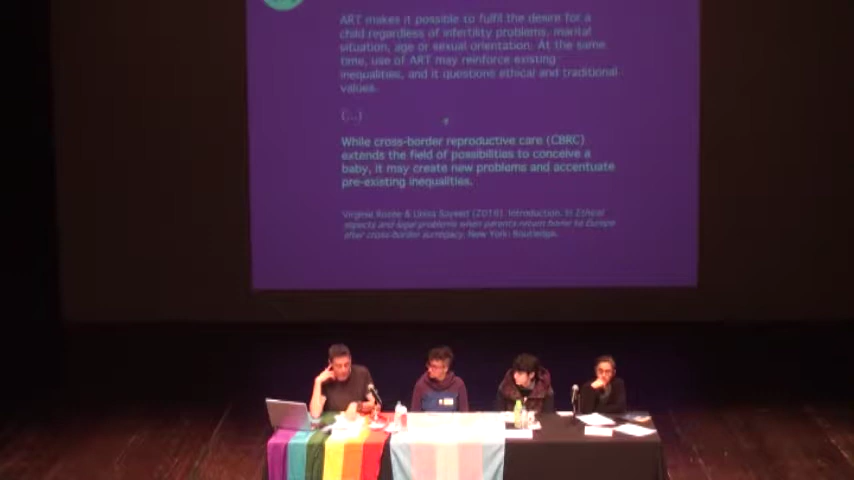 ART makes it possible to fulfil the desire for a
child regardless of infertility problems, marital
situation, age or sexual orientation. At the same
time, use of ART may reinforce existing
inequalities, and it questions ethical and traditional
values.
(...)
While cross-border reproductive care (CBRC)
extends the field of possibilities to conceive a
baby, it may create new problems and accentuate
pre-existing inequalities.
Virginie Rozée & Unisa Sayeed (2016). Introduction. In Ethical
aspects and legal problems when parents return home to Europe
after cross-border surrogacy. New York: Routledge.